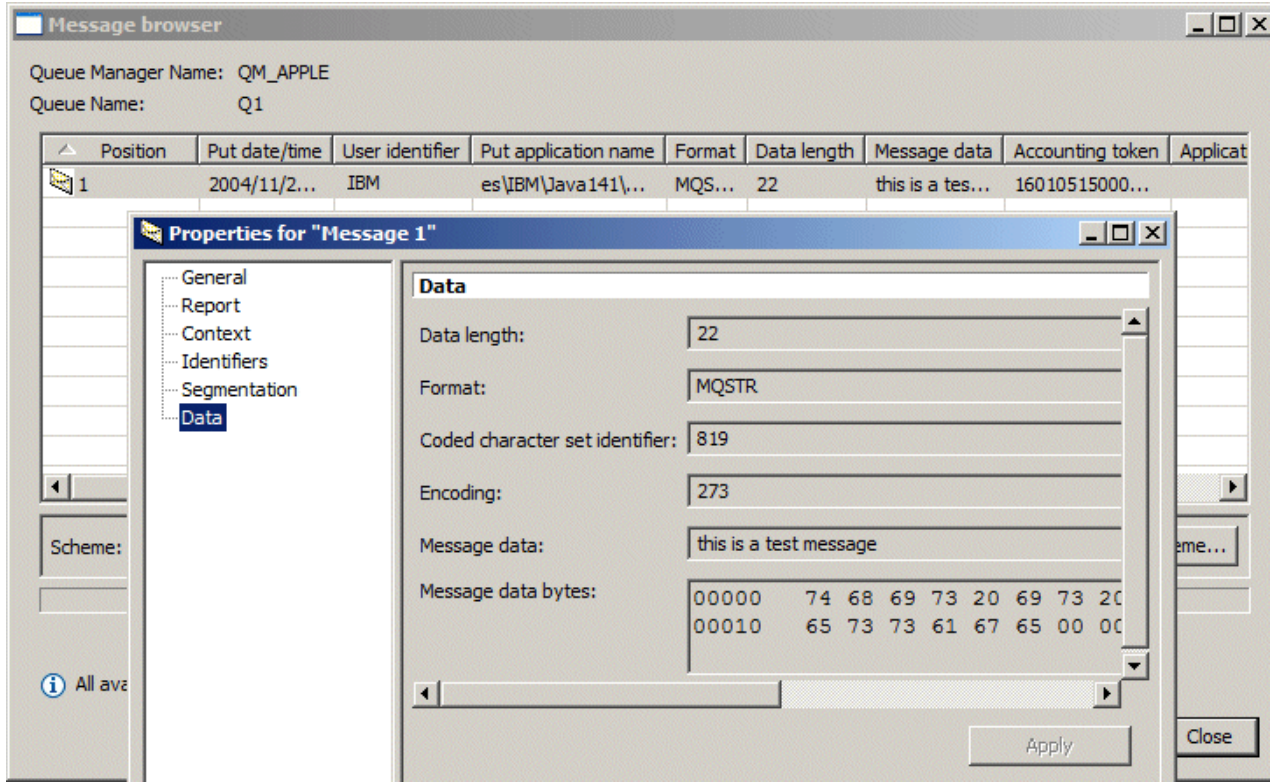 Message browser
Queue Manager Name: QM_APPLE
Queue Name: Q1
Position Put date/time User identifier Put application name Format Data length Message data Accounting token Applicat
1 2004/11/2... IBM es\IBM\Java141\... MQS... 22 this is a tes... 16010515000...
Properties for "Message 1"
General
Report
Context
Identifiers
Segmentation
Data
Data
Data length: 22
Format: MQSTR
Coded character set identifier: 819
Encoding: 273
Message data: this is a test message
Message data bytes:
00000 74 68 69 73 20 69 73 20
00010 65 73 73 61 67 65 00 00
Apply
Scheme:
eme...
All ava
Close